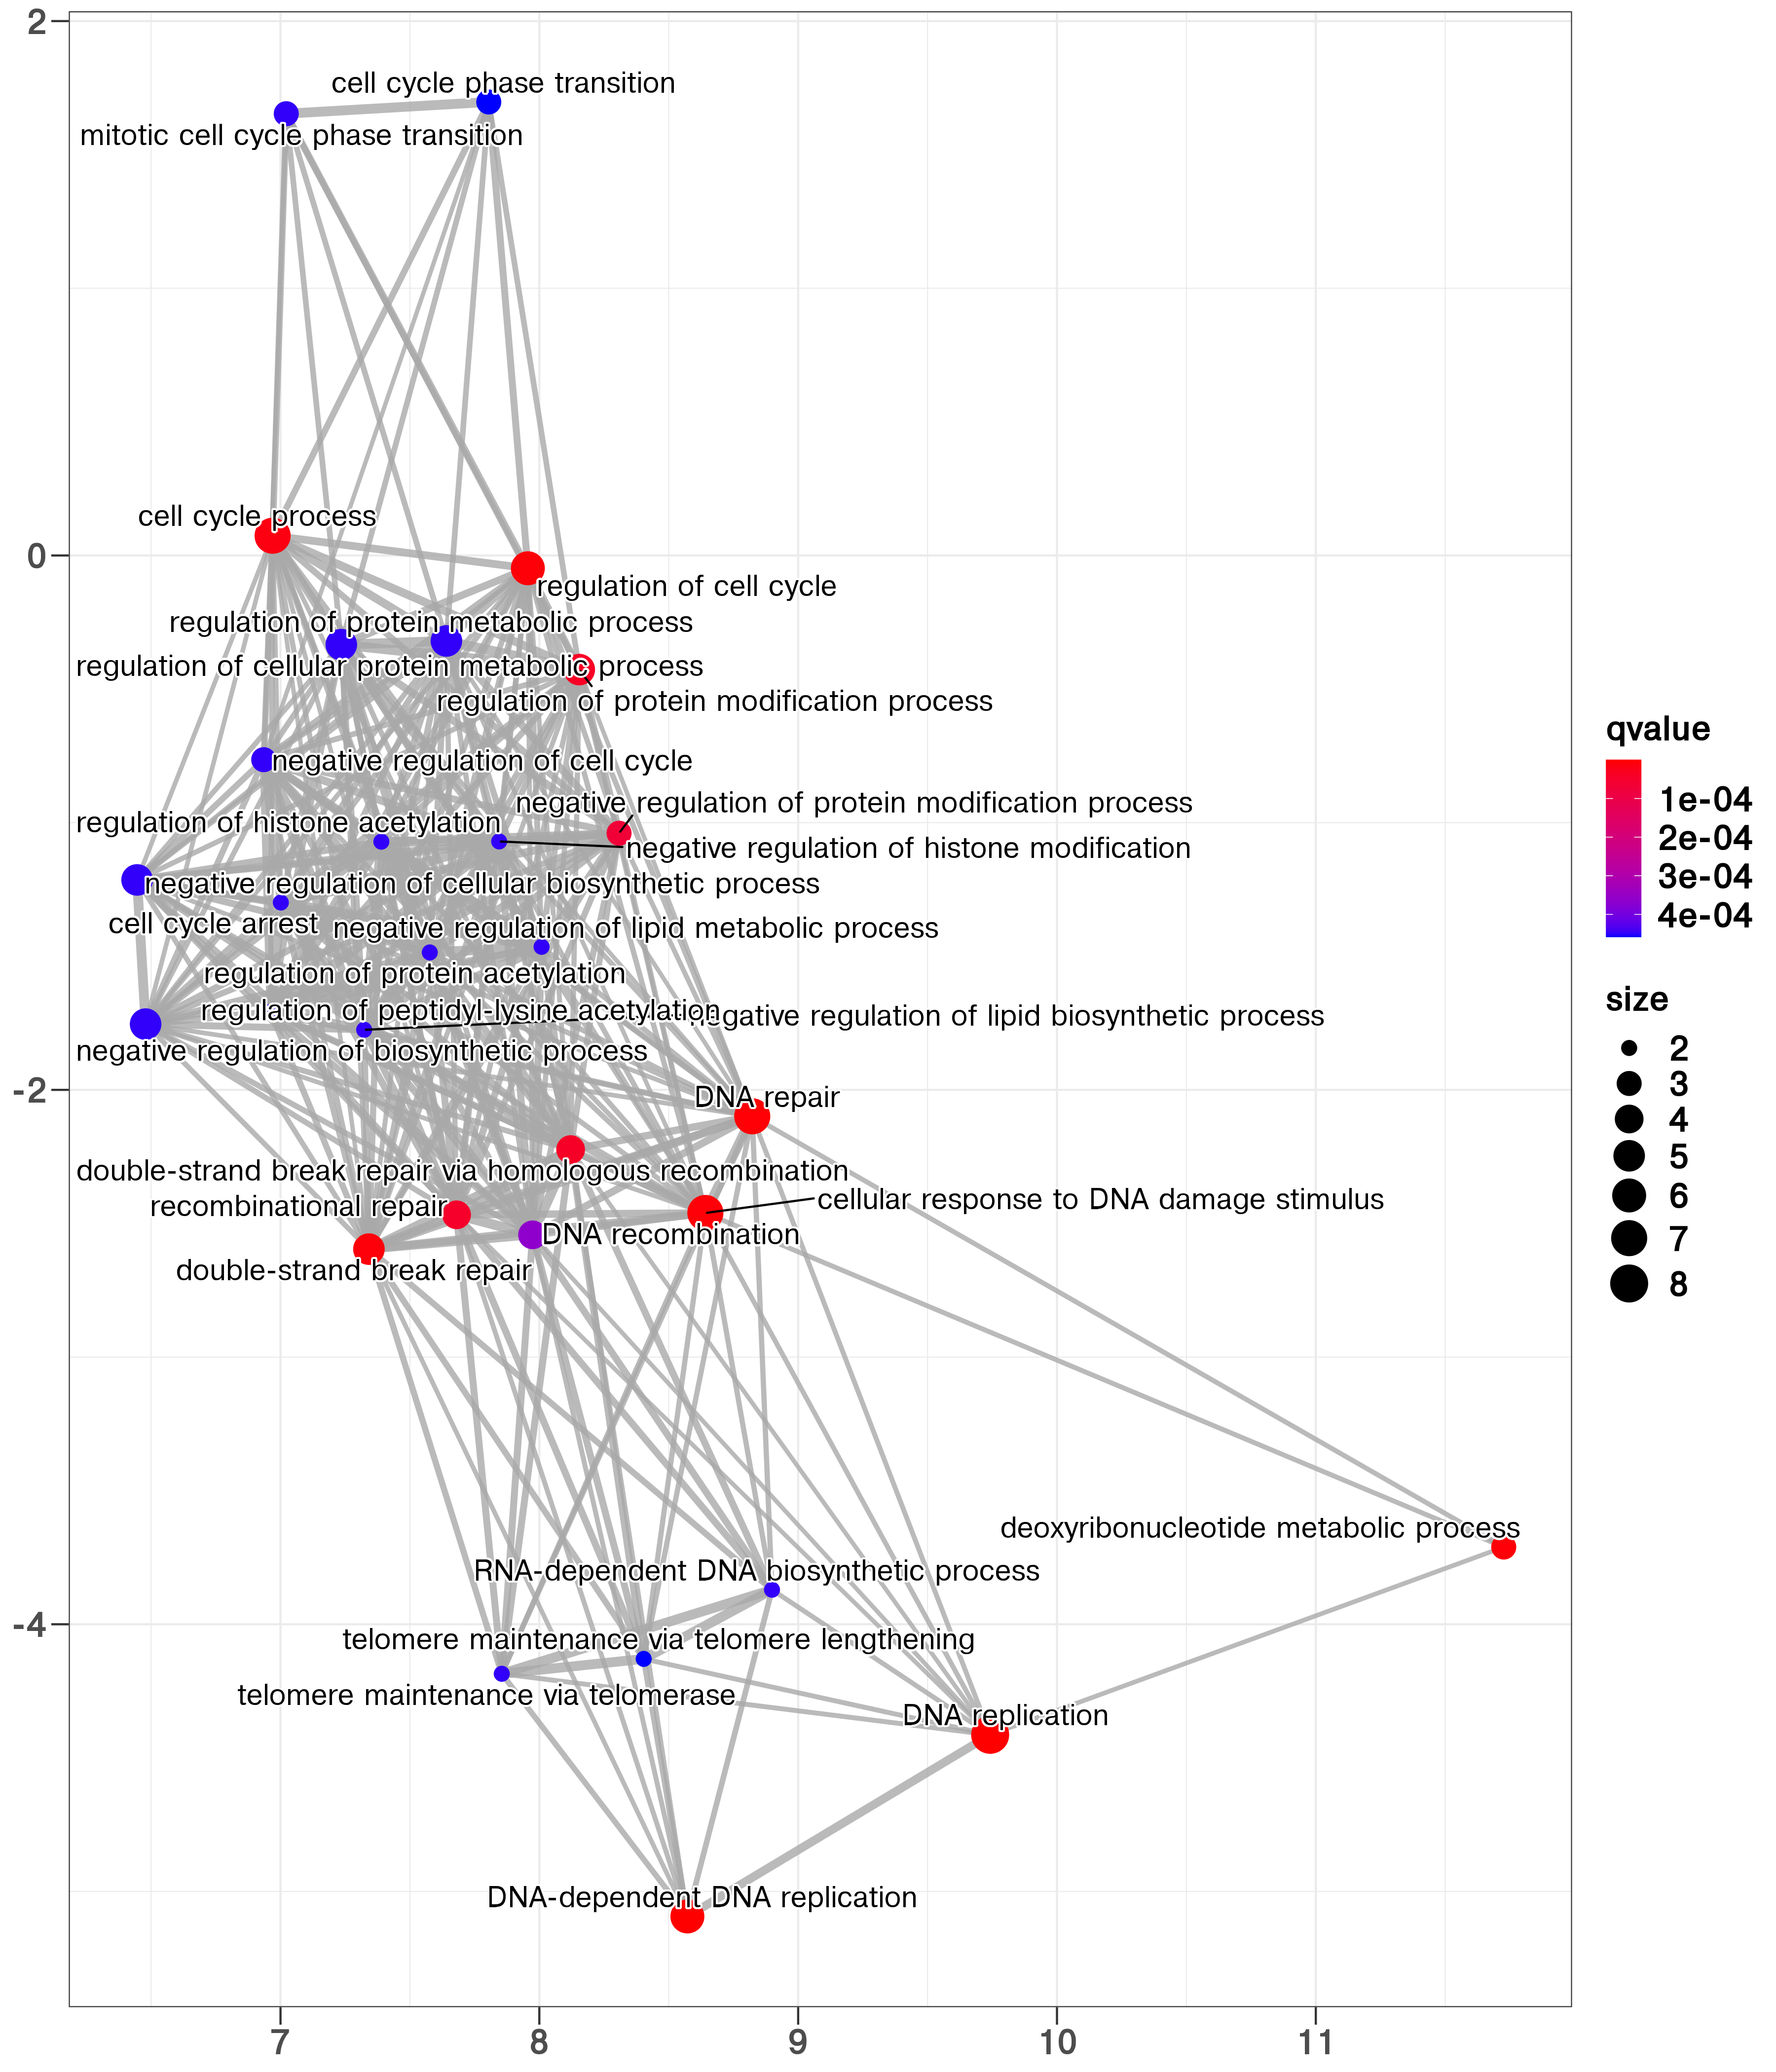 2
cell cycle phase transition
mitotic cell cycle phase transition
cell cycle process
0
regulation of cell cycle
regulation of protein metabolic process
regulation of cellular protein metabolic process
regulation of protein modification process
negative regulation of cell cycle
negative regulation of protein modification process
regulation of histone acetylation
negative regulation of histone modification
negative regulation of cellular biosynthetic process
cell cycle arrest
negative regulation of lipid metabolic process
regulation of protein acetylation
regulation of peptidyl-lysine acetylation
negative regulation of lipid biosynthetic process
negative regulation of biosynthetic process
-2
DNA repair
double-strand break repair via homologous recombination
recombinational repair
cellular response to DNA damage stimulus
DNA recombination
double-strand break repair
deoxyribonucleotide metabolic process
RNA-dependent DNA biosynthetic process
-4
telomere maintenance via telomere lengthening
telomere maintenance via telomerase
DNA replication
DNA-dependent DNA replication
7 8 9 10 11
qvalue
1e-04
2e-04
3e-04
4e-04
size
2
3
4
5
6
7
8